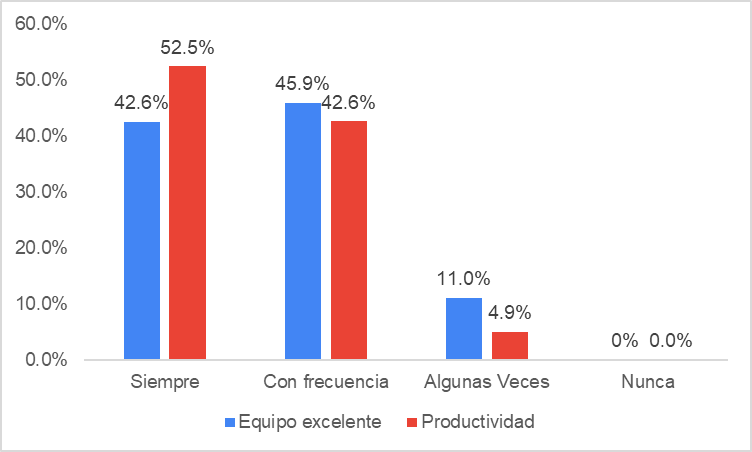 60.0%
50.0%
40.0%
30.0%
20.0%
10.0%
0.0%
42.6% 52.5% 45.9% 42.6% 11.0% 4.9% 0% 0.0%
Siempre Con frecuencia Algunas Veces Nunca
Equipo excelente Productividad